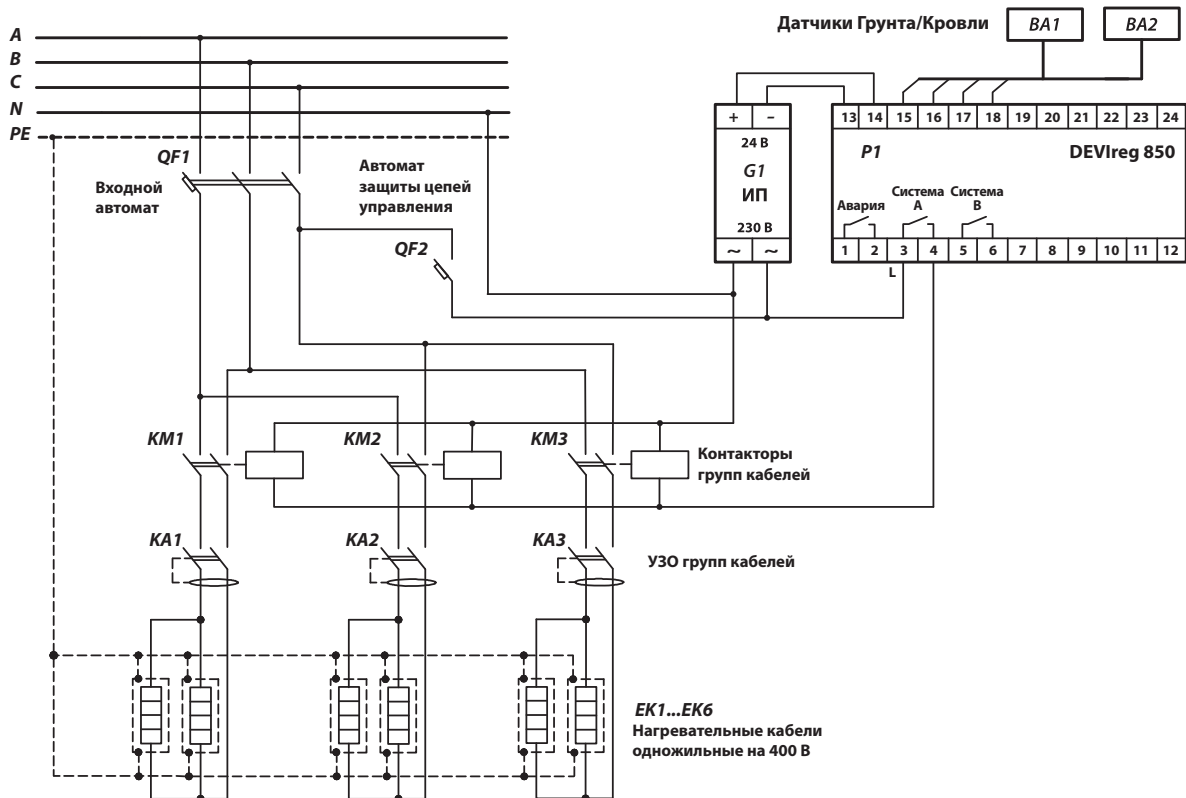 Датчики Грунта/Кровли
BA1
BA2
A
B
C
N
PE
QF1
Входной
автомат
Автомат
защиты цепей
управления
QF2
+ –
24 В
G1
ИП
230 В
~ ~
13 14 15 16 17 18 19 20 21 22 23 24
P1
DEVIreg 850
Авария
Система
A
Система
B
1 2 3 4 5 6 7 8 9 10 11 12
L
KM1
KM2
KM3
Контакторы
групп кабелей
KA1
KA2
KA3
УЗО групп кабелей
EK1...EK6
Нагревательные кабели
одножильные на 400 В